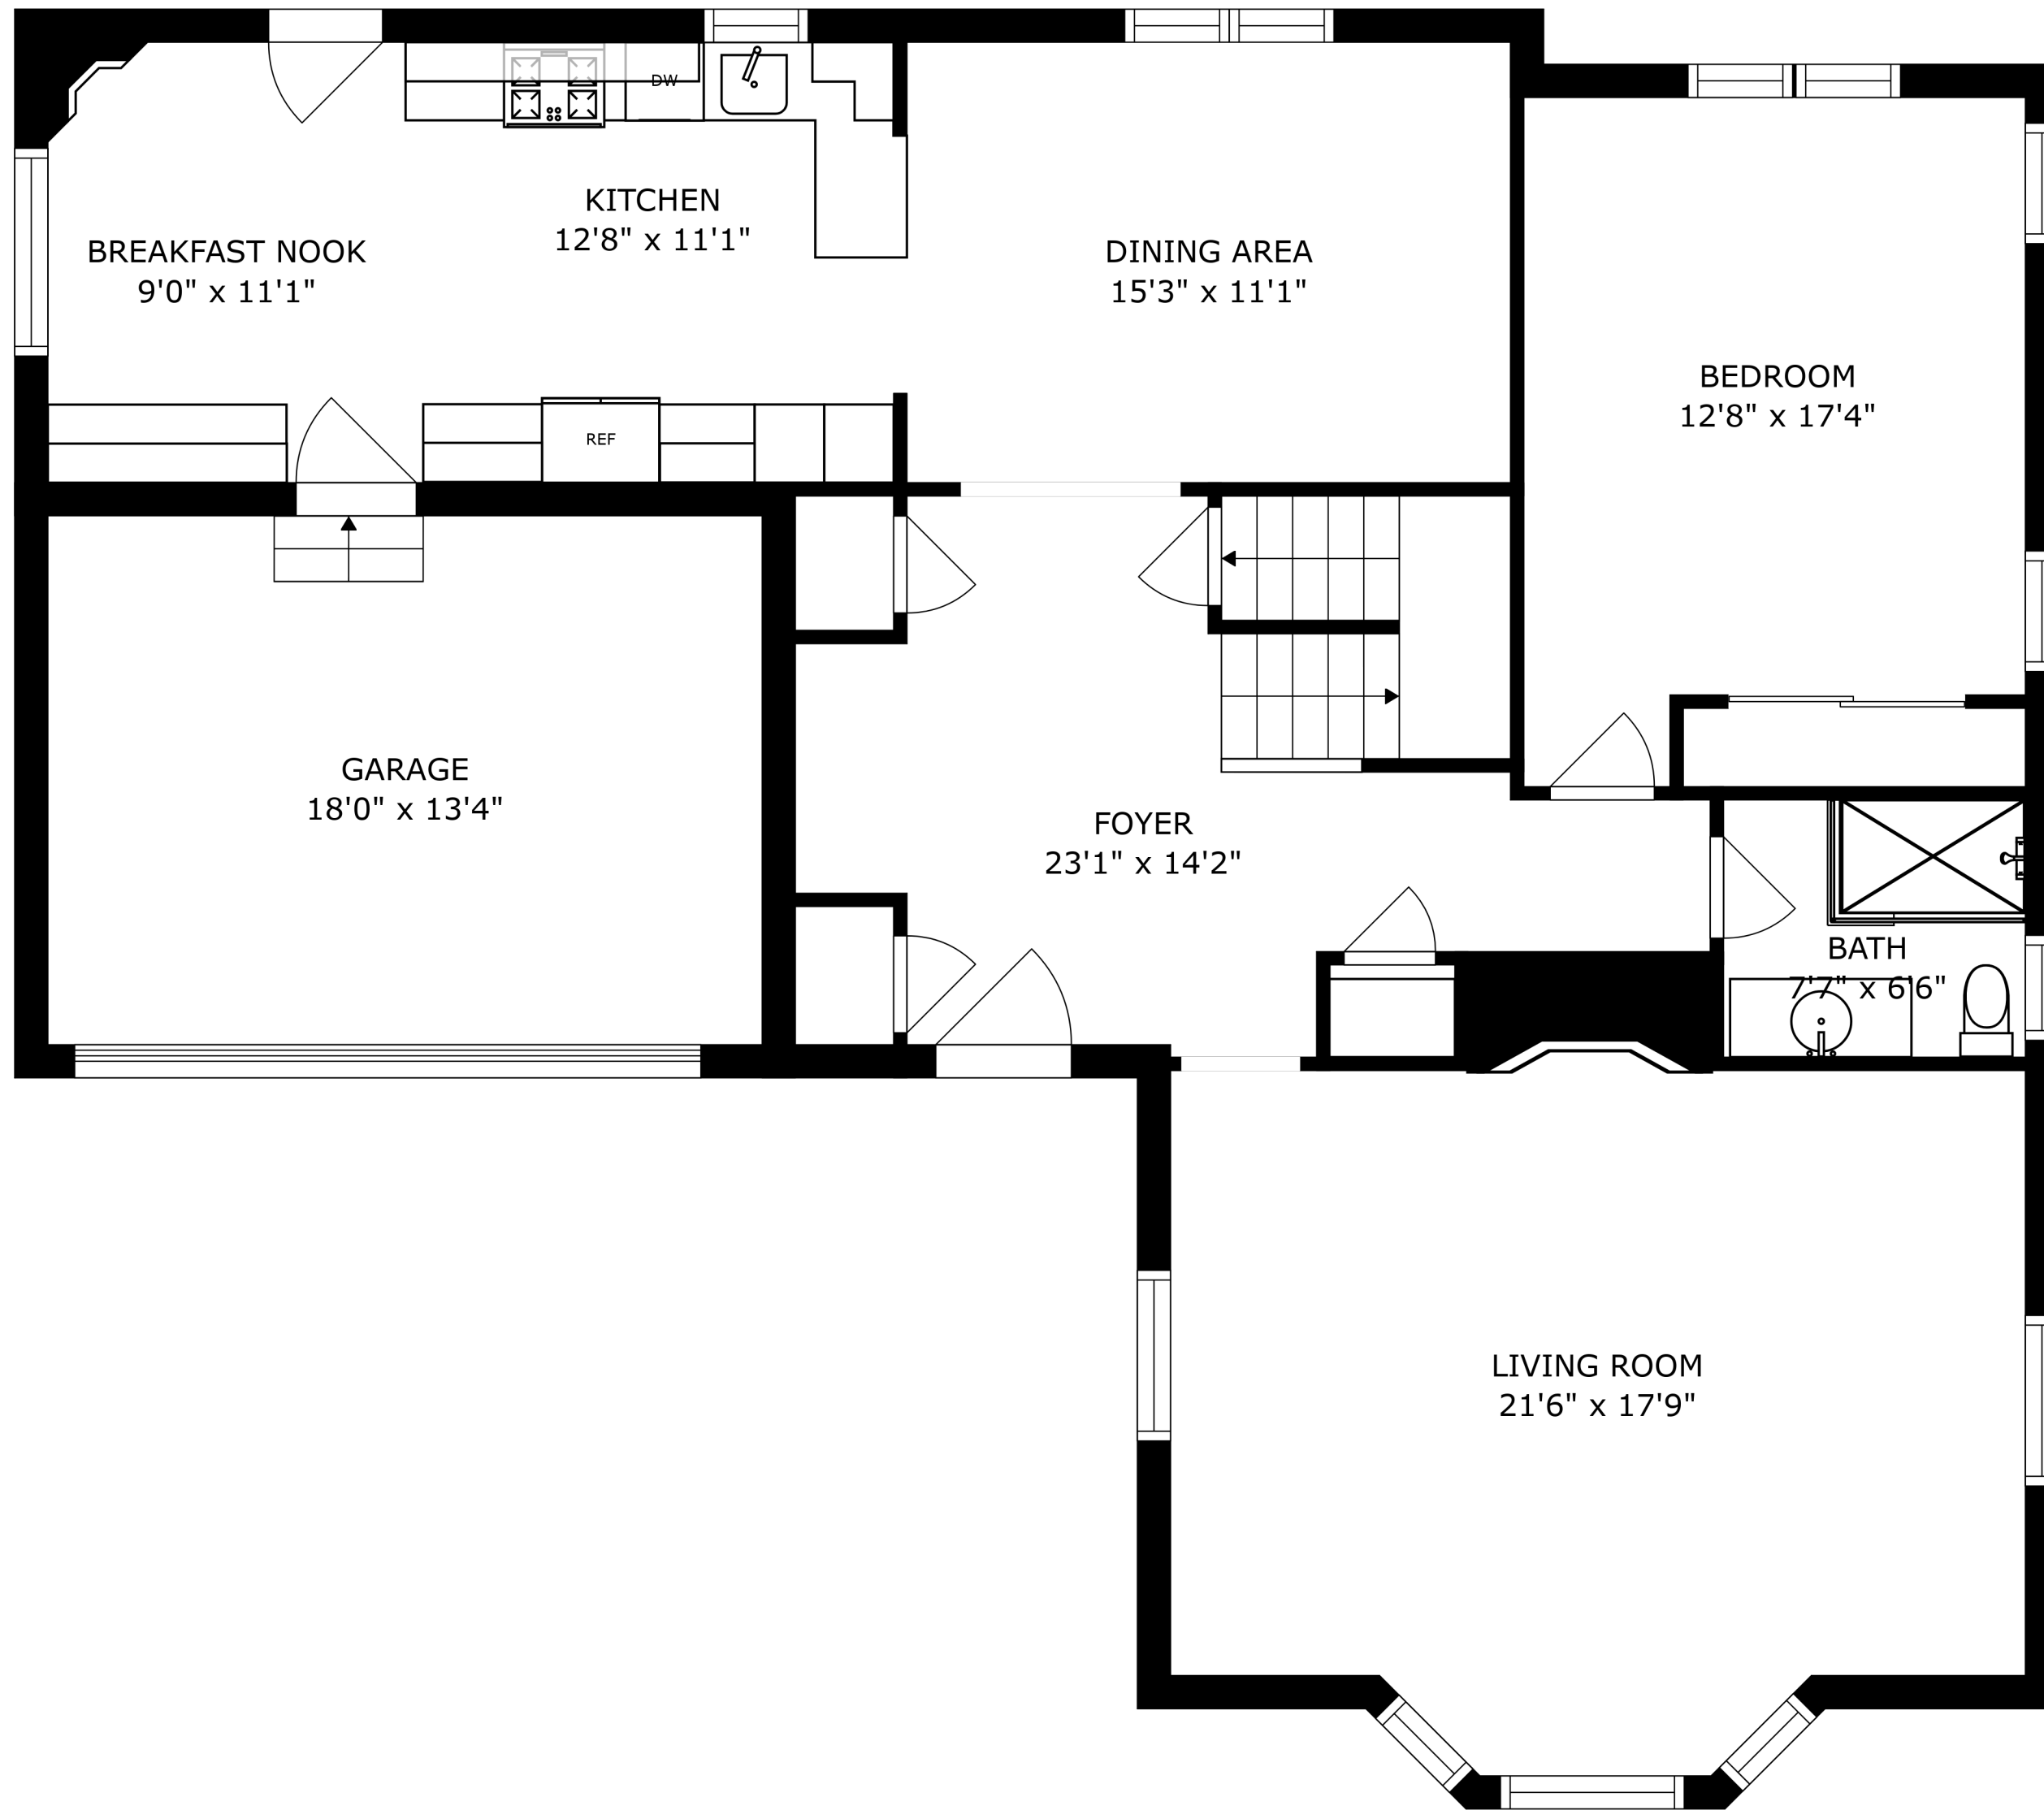 DW
KITCHEN
12'8" x 11'1"
BREAKFAST NOOK
9'0" x 11'1"
DINING AREA
15'3" x 11'1"
BEDROOM
12'8" x 17'4"
REF
GARAGE
18'0" x 13'4"
FOYER
23'1" x 14'2"
BATH
7'7" x 6'6"
LIVING ROOM
21'6" x 17'9"